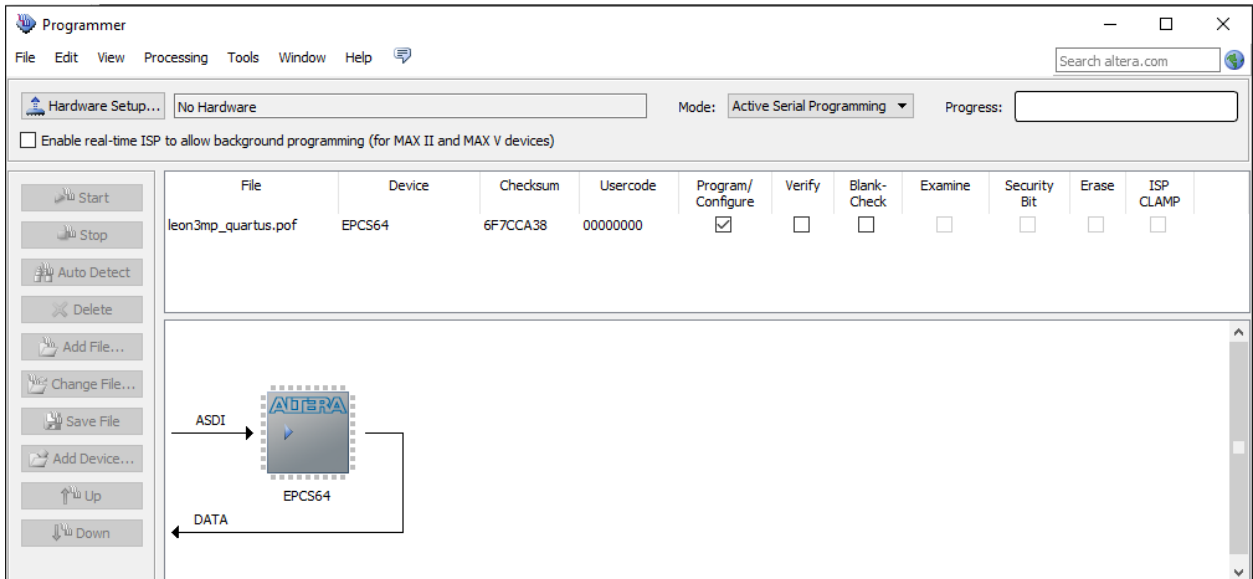 Programmer
File Edit View Processing Tools Window Help
Search altera.com
Hardware Setup... No Hardware Mode: Active Serial Programming Progress:
Enable real-time ISP to allow background programming (for MAX II and MAX V devices)
File Device Checksum Usercode Program/ Verify Blank- Examine Security Erase ISP
Configure Check Bit CLAMP
leon3mp_quartus.pof EPCS64 6F7CCA38 00000000
Start
Stop
Auto Detect
Delete
Add File...
Change File...
Save File
Add Device...
Up
Down
ALTERA
ASDI
EPCS64
DATA